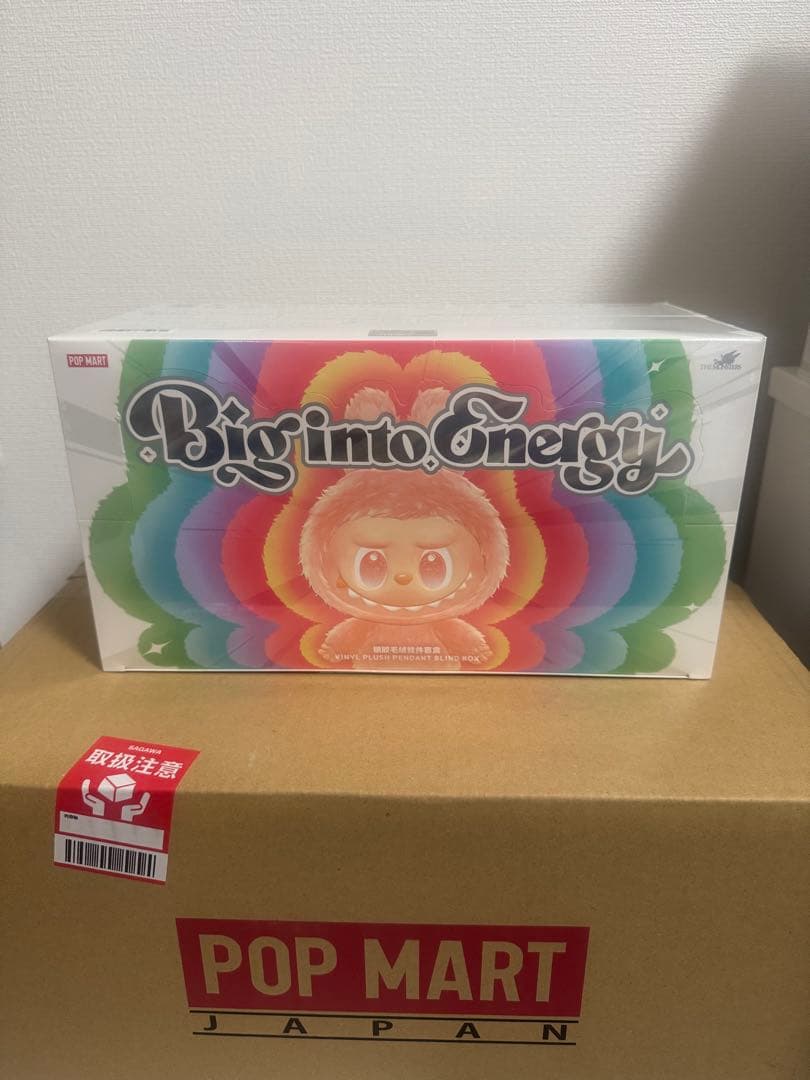 POP MART
THE MONSTERS
Big into Energy
搪胶毛绒挂件盲盒
VINYL PLUSH PENDANT BLIND BOX
SAGAWA
取扱注意
POP MART
JAPAN